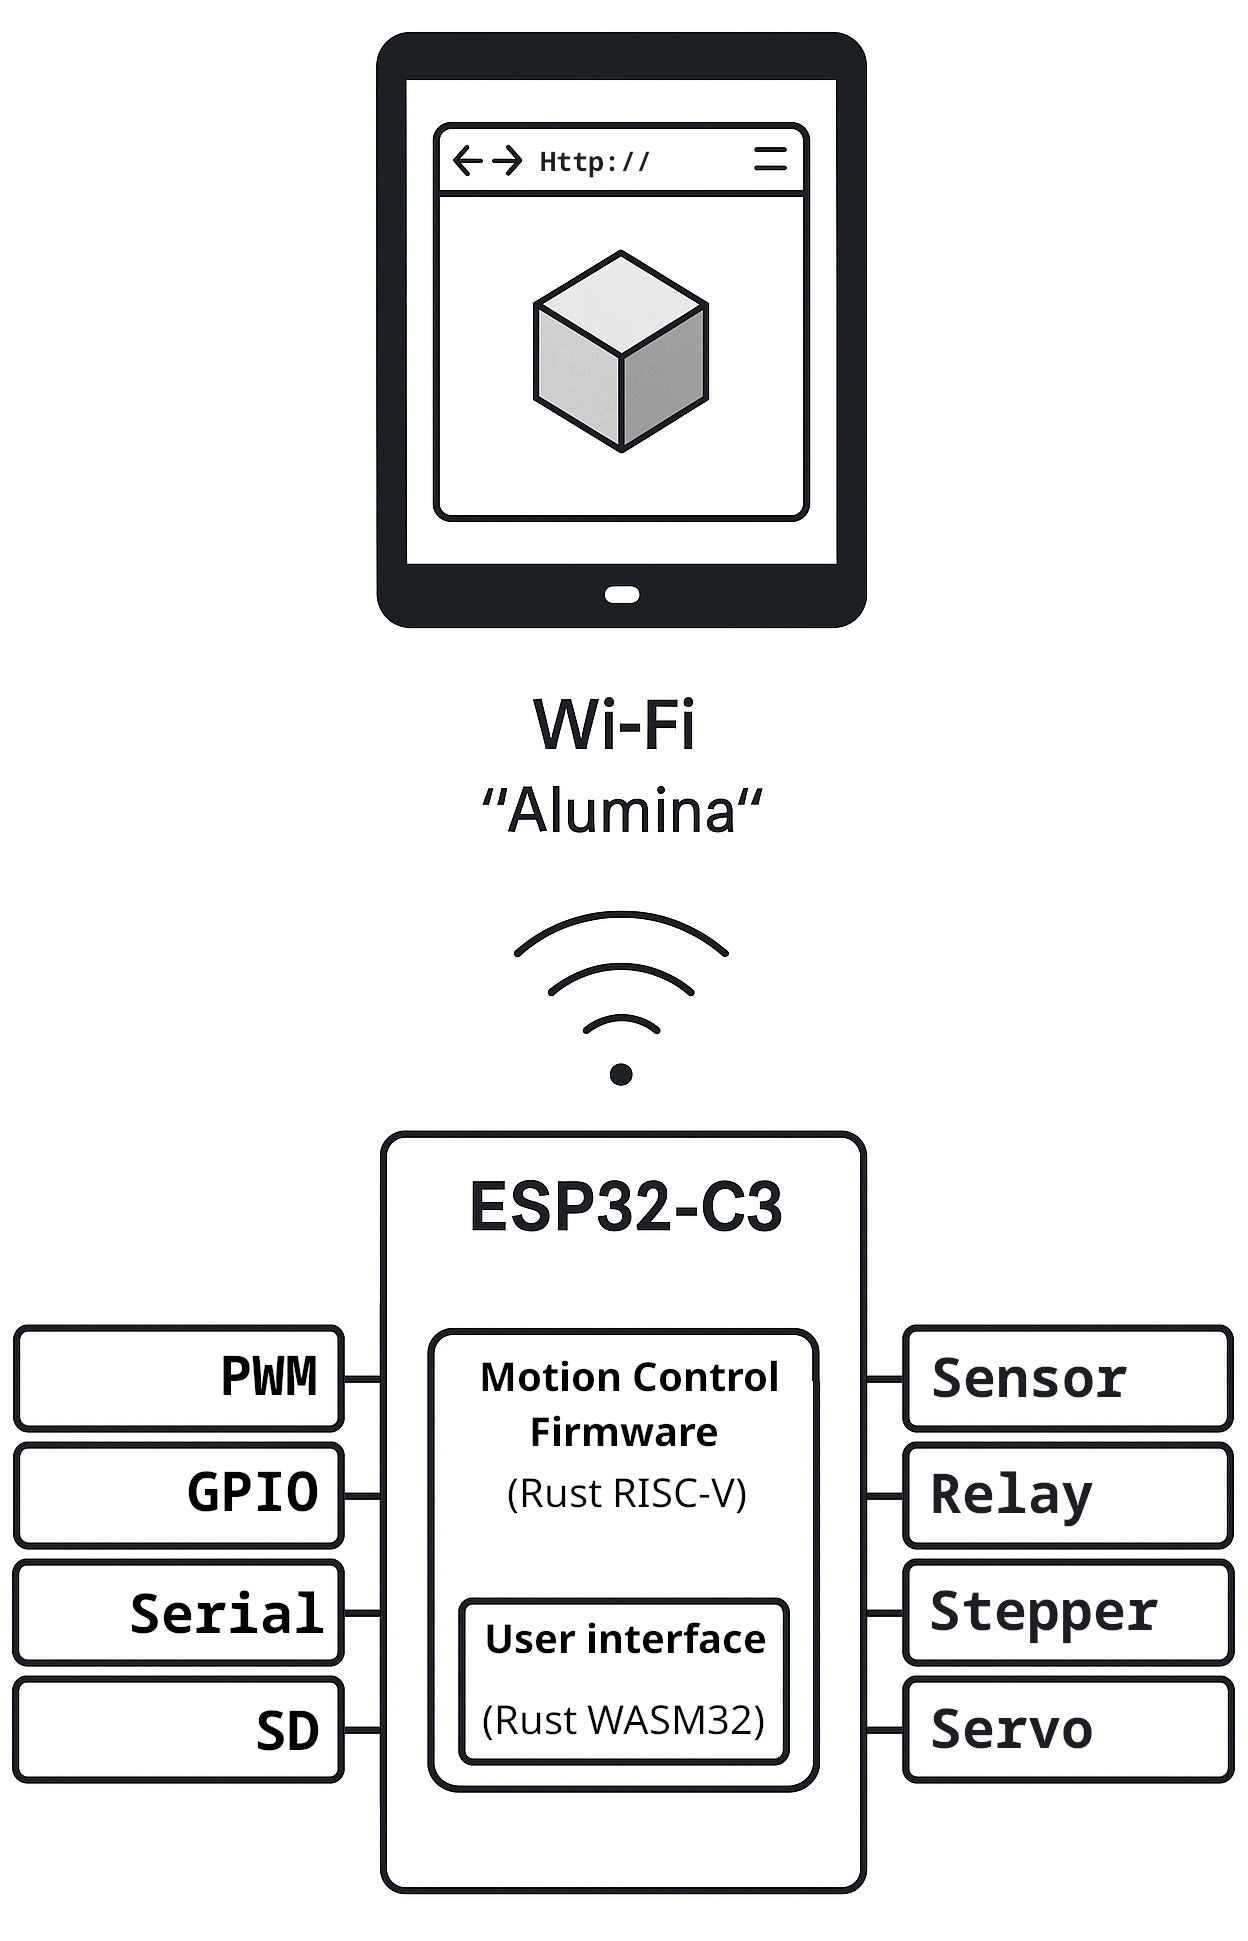 Http://
Wi-Fi
“Alumina“
ESP32-C3
PWM
GPIO
Serial
SD
Motion Control
Firmware
(Rust RISC-V)
User interface
(Rust WASM32)
Sensor
Relay
Stepper
Servo